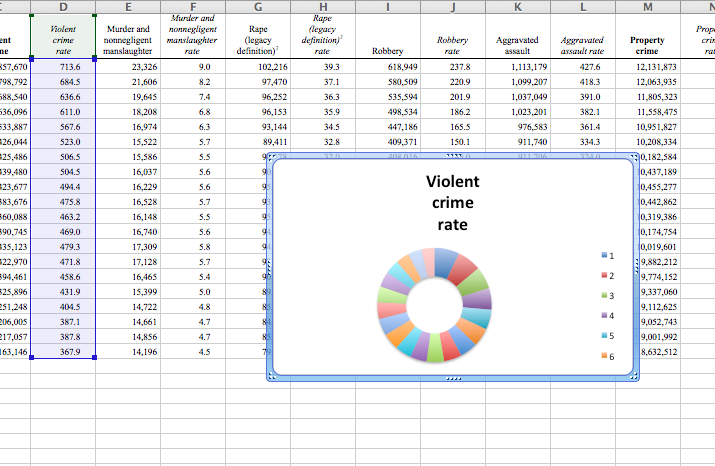 C D E F G H I J K L M N
ent
me
Violent
crime
rate
Murder and
nonnegligent
manslaughter
Murder and
nonnegligent
manslaughter
rate
Rape
(legacy
definition)²
Rape
(legacy
definition)²
rate
Robbery
Robbery
rate
Aggravated
assault
Aggravated
assault rate
Property
crime
857,670 713.6 23,326 9.0 102,216 39.3 618,949 237.8 1,113,179 427.6 12,131,873
798,792 684.5 21,606 8.2 97,470 37.1 580,509 220.9 1,099,207 418.3 12,063,935
688,540 636.6 19,645 7.4 96,252 36.3 535,594 201.9 1,037,049 391.0 11,805,323
636,096 611.0 18,208 6.8 96,153 35.9 498,534 186.2 1,023,201 382.1 11,558,475
533,887 567.6 16,974 6.3 93,144 34.5 447,186 165.5 976,583 361.4 10,951,827
426,044 523.0 15,522 5.7 89,411 32.8 409,371 150.1 911,740 334.3 10,208,334
425,486 506.5 15,586 5.5 0,182,584
439,480 504.5 16,037 5.6 0,437,189
423,677 494.4 16,229 5.6 0,455,277
383,676 475.8 16,528 5.7 0,442,862
360,088 463.2 16,148 5.5 0,319,386
390,745 469.0 16,740 5.6 0,174,754
435,123 479.3 17,309 5.8 0,019,601
422,970 471.8 17,128 5.7 9,882,212
394,461 458.6 16,465 5.4 9,774,152
325,896 431.9 15,399 5.0 9,337,060
251,248 404.5 14,722 4.8 9,112,625
206,005 387.1 14,661 4.7 9,052,743
217,057 387.8 14,856 4.7 9,001,992
163,146 367.9 14,196 4.5 8,632,512
Violent
crime
rate
1
2
3
4
5
6